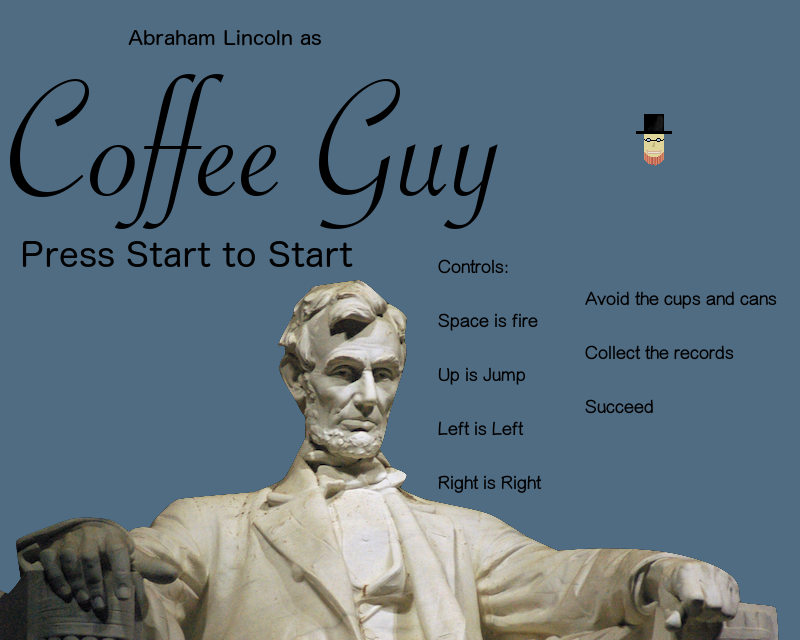 Abraham Lincoln as
Coffee Guy
Press Start to Start
Controls:
Space is fire
Up is Jump
Left is Left
Right is Right
Avoid the cups and cans
Collect the records
Succeed